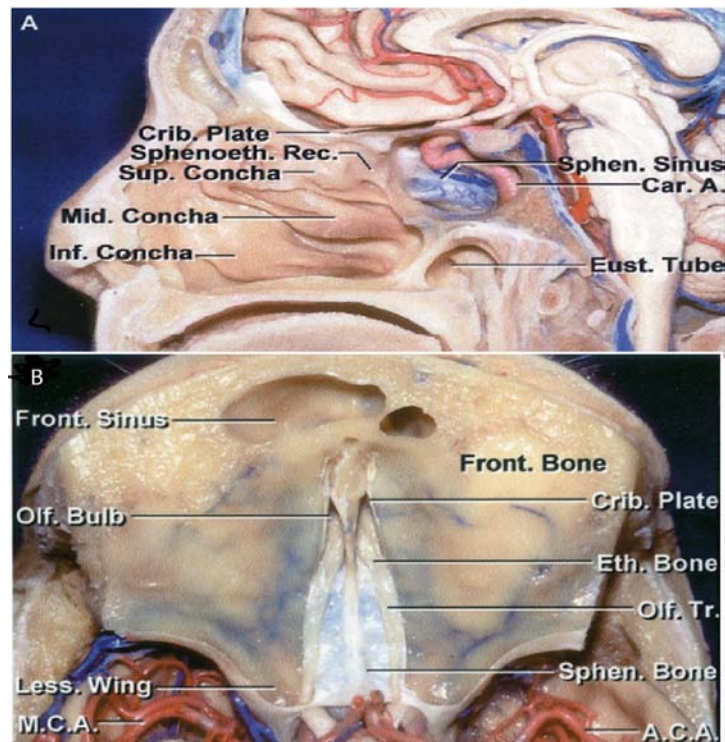 A
Crib. Plate
Sphenoeth. Rec.
Sup. Concha
Sphen. Sinus
Car. A.
Mid. Concha
Inf. Concha
Eust. Tube
B
Front. Sinus
Front. Bone
Crib. Plate
Olf. Bulb
Eth. Bone
Olf. Tr.
Sphen. Bone
Less. Wing
M.C.A.
A.C.A.